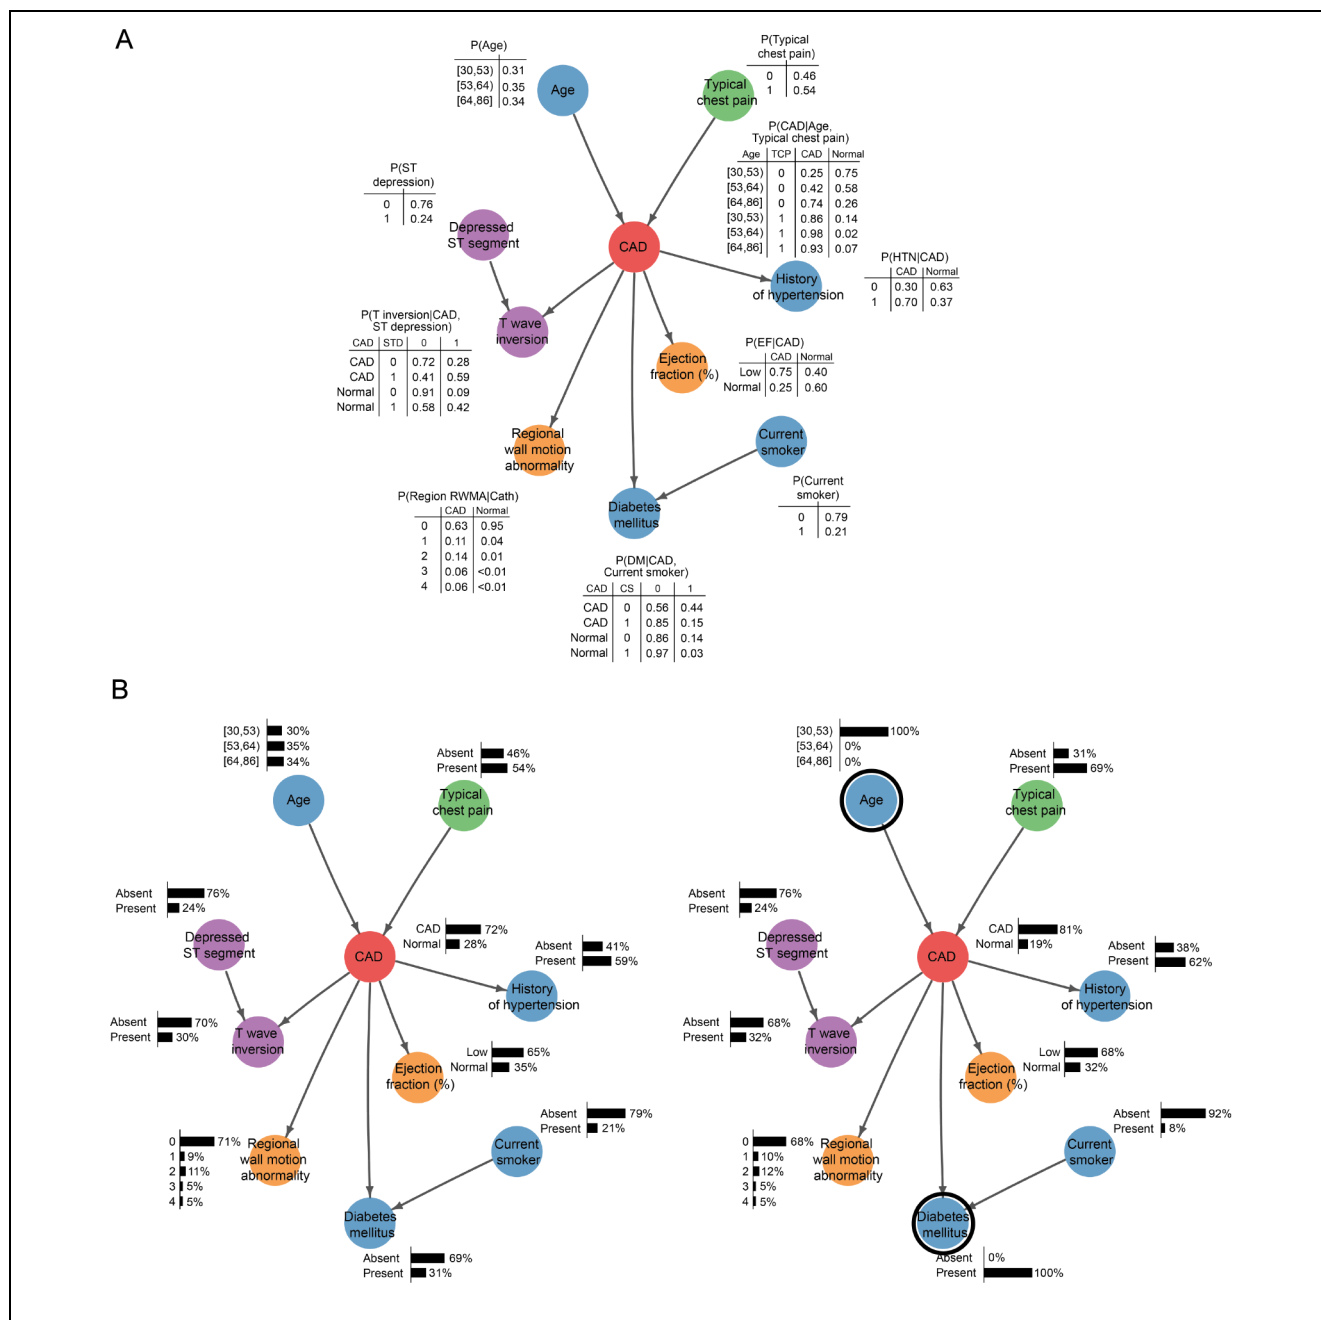 A
P(Age)
[30,53) 0.31
[53,64) 0.35
[64,86] 0.34
Age
P(Typical
chest pain)
0 0.46
1 0.54
Typical
chest pain
P(CAD|Age,
Typical chest pain)
Age TCP CAD Normal
[30,53) 0 0.25 0.75
[53,64) 0 0.42 0.58
[64,86] 0 0.74 0.26
[30,53) 1 0.86 0.14
[53,64) 1 0.98 0.02
[64,86] 1 0.93 0.07
P(ST
depression)
0 0.76
1 0.24
Depressed
ST segment
CAD
History
of hypertension
P(HTN|CAD)
CAD Normal
0 0.30 0.63
1 0.70 0.37
P(T inversion|CAD,
ST depression)
CAD STD 0 1
CAD 0 0.72 0.28
CAD 1 0.41 0.59
Normal 0 0.91 0.09
Normal 1 0.58 0.42
T wave
inversion
Ejection
fraction (%)
P(EF|CAD)
CAD Normal
Low 0.75 0.40
Normal 0.25 0.60
Regional
wall motion
abnormality
Current
smoker
P(Current
smoker)
0 0.79
1 0.21
P(Region RWMA|Cath)
CAD Normal
0 0.63 0.95
1 0.11 0.04
2 0.14 0.01
3 0.06 <0.01
4 0.06 <0.01
Diabetes
mellitus
P(DM|CAD,
Current smoker)
CAD CS 0 1
CAD 0 0.56 0.44
CAD 1 0.85 0.15
Normal 0 0.86 0.14
Normal 1 0.97 0.03
B
[30,53) 30%
[53,64) 35%
[64,86] 34%
Age
Absent 46%
Present 54%
Typical
chest pain
Absent 76%
Present 24%
Depressed
ST segment
CAD 72%
Normal 28%
CAD
Absent 41%
Present 59%
History
of hypertension
Absent 70%
Present 30%
T wave
inversion
Low 65%
Normal 35%
Ejection
fraction (%)
Absent 79%
Present 21%
Current
smoker
0 71%
1 9%
2 11%
3 5%
4 5%
Regional
wall motion
abnormality
Diabetes
mellitus
Absent 69%
Present 31%
[30,53) 100%
[53,64) 0%
[64,86] 0%
Age
Absent 31%
Present 69%
Typical
chest pain
Absent 76%
Present 24%
Depressed
ST segment
CAD 81%
Normal 19%
CAD
Absent 38%
Present 62%
History
of hypertension
Absent 68%
Present 32%
T wave
inversion
Low 68%
Normal 32%
Ejection
fraction (%)
Absent 92%
Present 8%
Current
smoker
0 68%
1 10%
2 12%
3 5%
4 5%
Regional
wall motion
abnormality
Diabetes
mellitus
Absent 0%
Present 100%